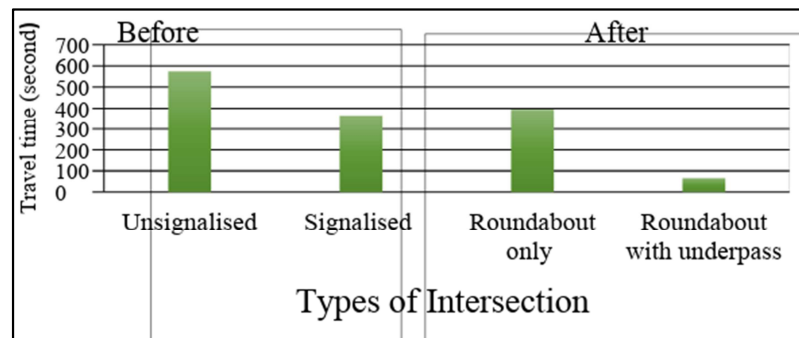 Before
After
Travel time (second)
700
600
500
400
300
200
100
0
Unsignalised
Signalised
Roundabout
only
Roundabout
with underpass
Types of Intersection